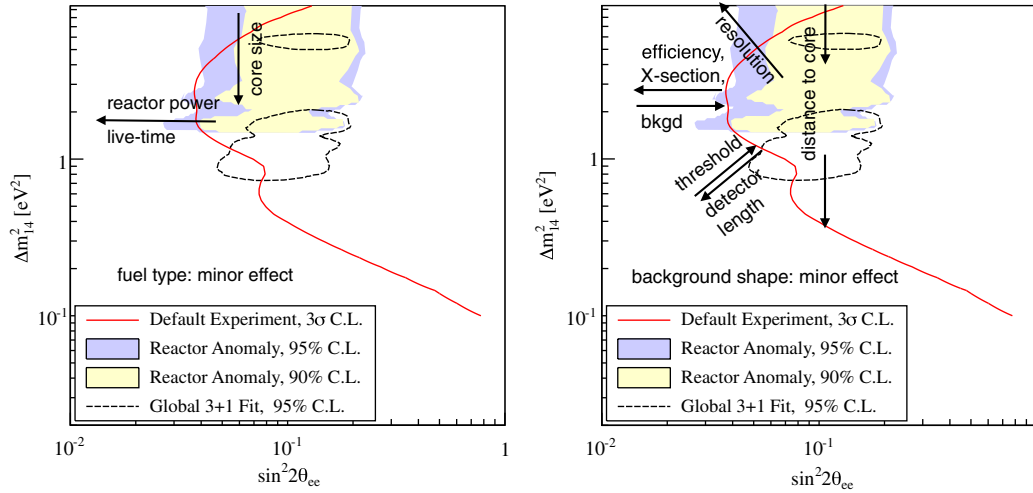 core size
reactor power
live-time
1
10⁻¹
Δm²₁₄ [eV²]
fuel type: minor effect
Default Experiment, 3σ C.L.
Reactor Anomaly, 95% C.L.
Reactor Anomaly, 90% C.L.
Global 3+1 Fit, 95% C.L.
10⁻²
10⁻¹
1
sin²2θee
resolution
efficiency,
X-section,
bkgd
distance to core
threshold
detector
length
1
10⁻¹
Δm²₁₄ [eV²]
background shape: minor effect
Default Experiment, 3σ C.L.
Reactor Anomaly, 95% C.L.
Reactor Anomaly, 90% C.L.
Global 3+1 Fit, 95% C.L.
10⁻²
10⁻¹
sin²2θee